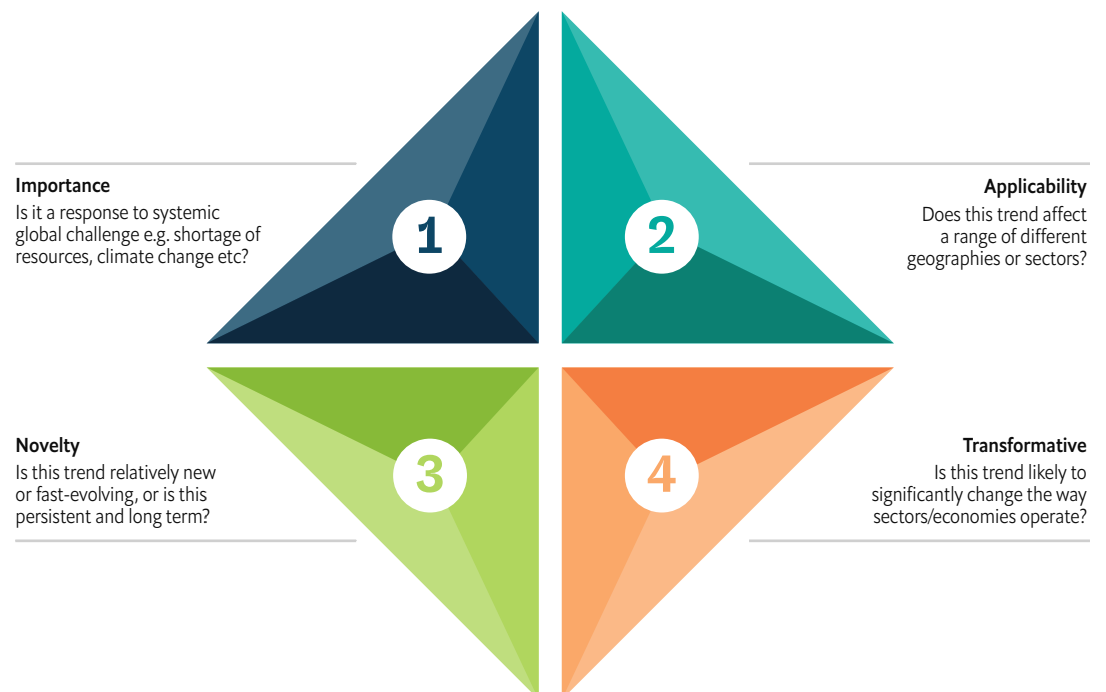 Importance
Is it a response to systemic
global challenge e.g. shortage of
resources, climate change etc?
1
2
Applicability
Does this trend affect
a range of different
geographies or sectors?
Novelty
Is this trend relatively new
or fast-evolving, or is this
persistent and long term?
3
4
Transformative
Is this trend likely to
significantly change the way
sectors/economies operate?